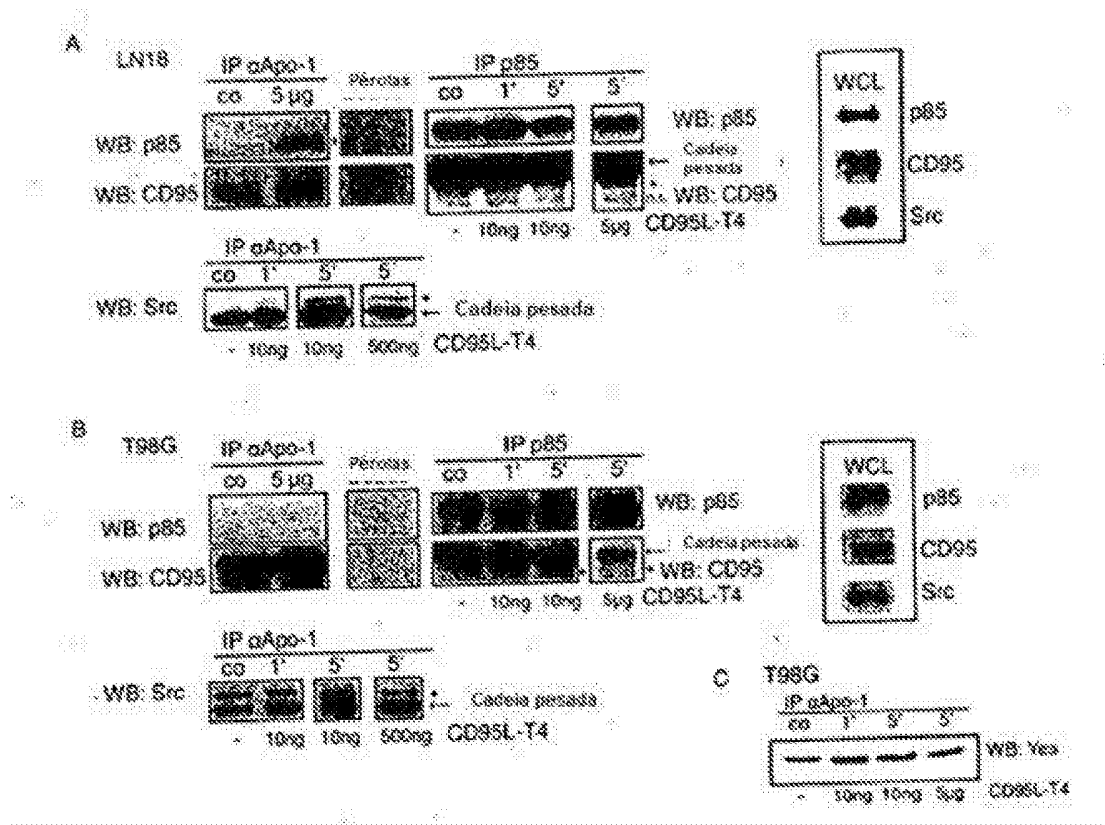 A
LN18
IP αApo-1
Pérolas
IP p85
co 5 µg
co 1' 5' 5'
WB: p85
WB: p85
Cadeia pesada
WB: CD95
WB: CD95
- 10ng 10ng 5µg CD95L-T4
WCL
p85
CD95
Src
IP αApo-1
co 1' 5' 5'
WB: Src
Cadeia pesada
- 10ng 10ng 500ng CD95L-T4
B
T98G
IP αApo-1
Pérolas
IP p85
co 5 µg
co 1' 5' 5'
WB: p85
WB: p85
Cadeia pesada
WB: CD95
WB: CD95
- 10ng 10ng 5µg CD95L-T4
WCL
p85
CD95
Src
IP αApo-1
co 1' 5' 5'
WB: Src
Cadeia pesada
- 10ng 10ng 500ng CD95L-T4
C
T98G
IP αApo-1
co 1' 5' 5'
WB: Yes
- 10ng 5µg CD95L-T4